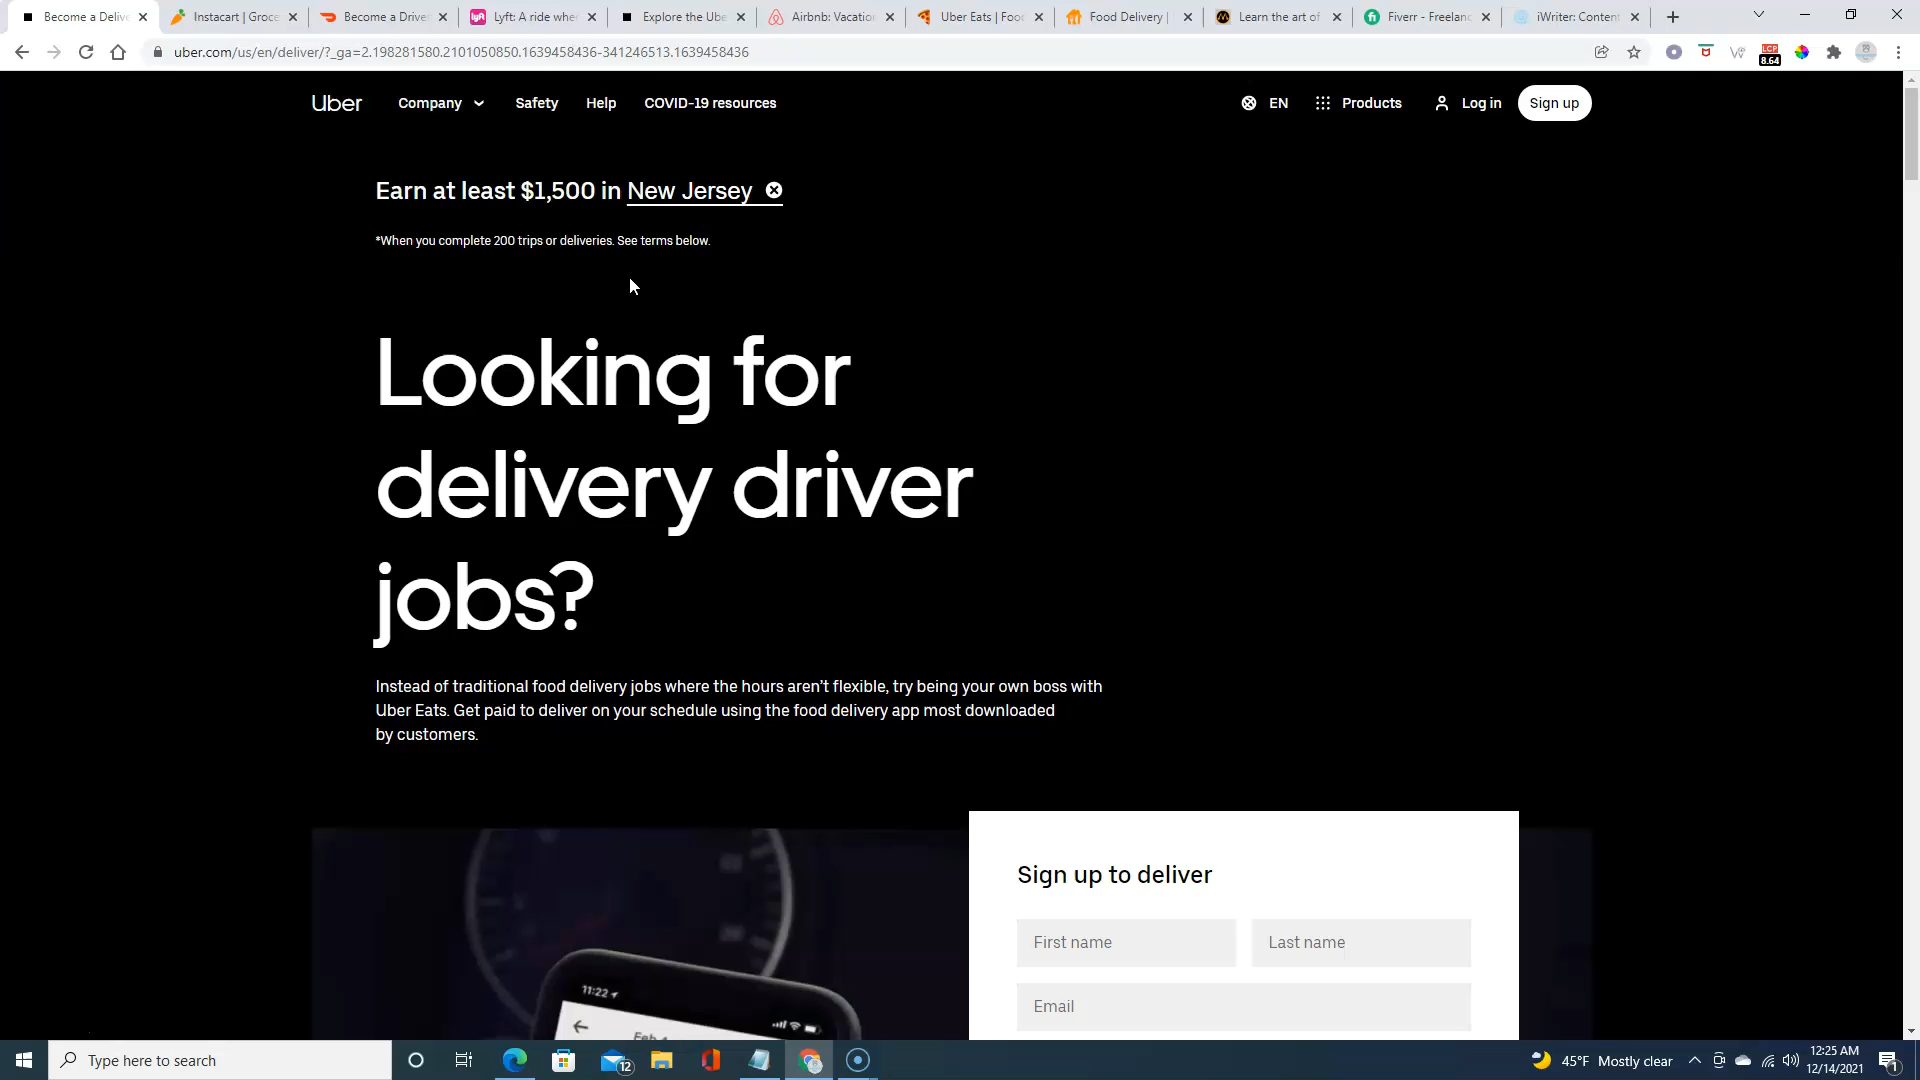 Become a Delive
Instacart | Groce
Become a Drive
Lyft: A ride whe
Explore the Ube
Airbnb: Vacatio
Uber Eats | Foo
Food Delivery |
Learn the art of
Fiverr - Freelanc
iWriter: Content
uber.com/us/en/deliver/?_ga=2.198281580.2101050850.1639458436-341246513.1639458436
LCP
8.64
Uber
Company
Safety
Help
COVID-19 resources
EN
Products
Log in
Sign up
Earn at least $1,500 in New Jersey
*When you complete 200 trips or deliveries. See terms below.
Looking for
delivery driver
jobs?
Instead of traditional food delivery jobs where the hours aren't flexible, try being your own boss with
Uber Eats. Get paid to deliver on your schedule using the food delivery app most downloaded
by customers.
Sign up to deliver
First name
Last name
Email
11:22
Type here to search
12
45°F Mostly clear
12:25 AM
12/14/2021
1